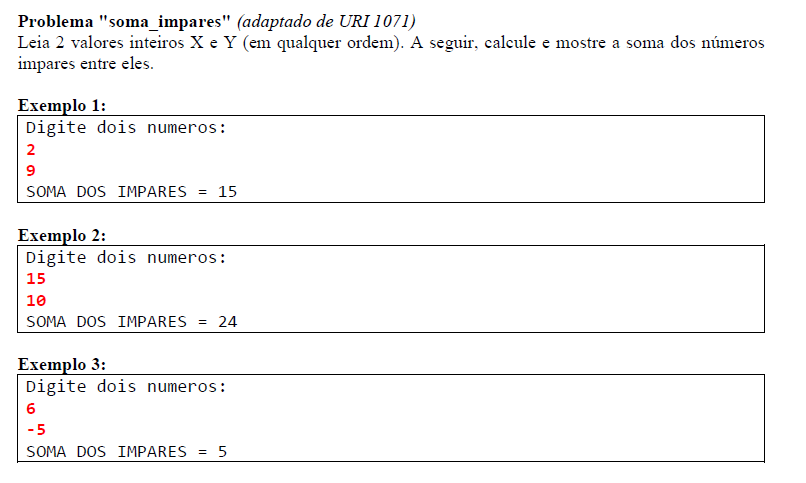 Problema "soma_impares" (adaptado de URI 1071)
Leia 2 valores inteiros X e Y (em qualquer ordem). A seguir, calcule e mostre a soma dos números
impares entre eles.
Exemplo 1:
Digite dois numeros:
2
9
SOMA DOS IMPARES = 15
Exemplo 2:
Digite dois numeros:
15
10
SOMA DOS IMPARES = 24
Exemplo 3:
Digite dois numeros:
6
-5
SOMA DOS IMPARES = 5